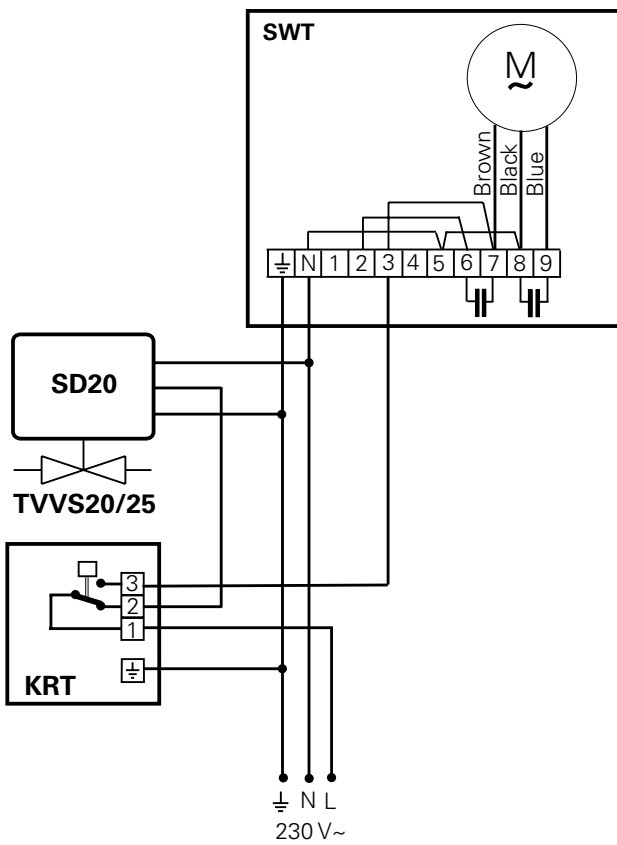 SWT
M
~
Brown
Black
Blue
N 1 2 3 4 5 6 7 8 9
SD20
TVVS20/25
3
2
1
KRT
N L
230 V~